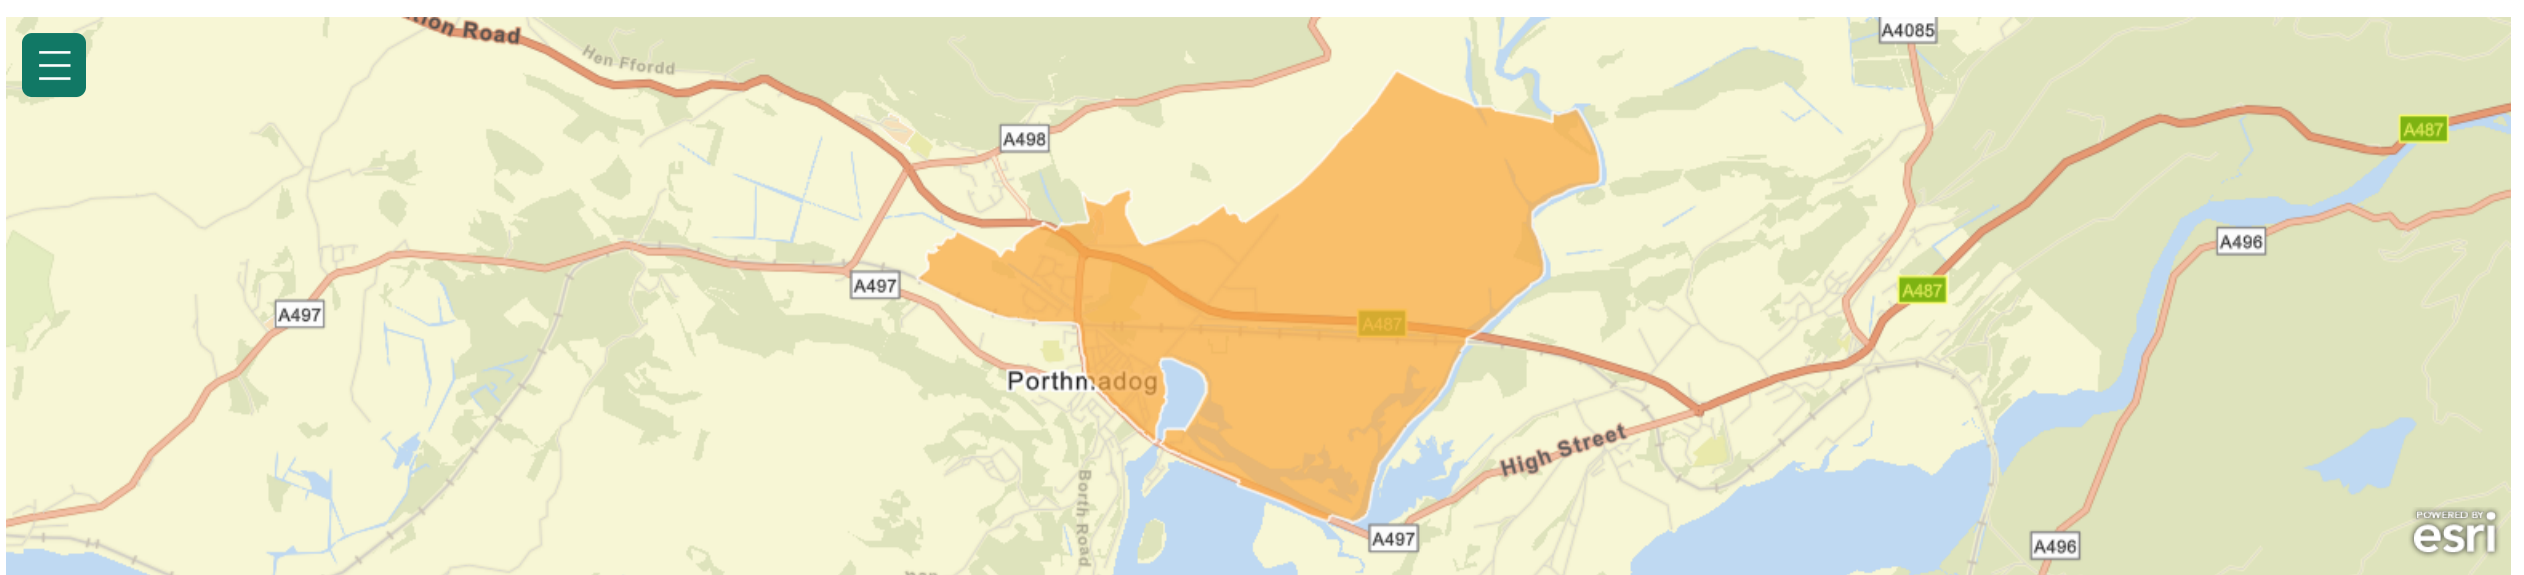 Road
A4085
Hen Ffordd
A498
A487
A496
A497
A487
A497
A487
Porthmadog
High Street
Borth Road
A497
A496
POWERED BY
esri